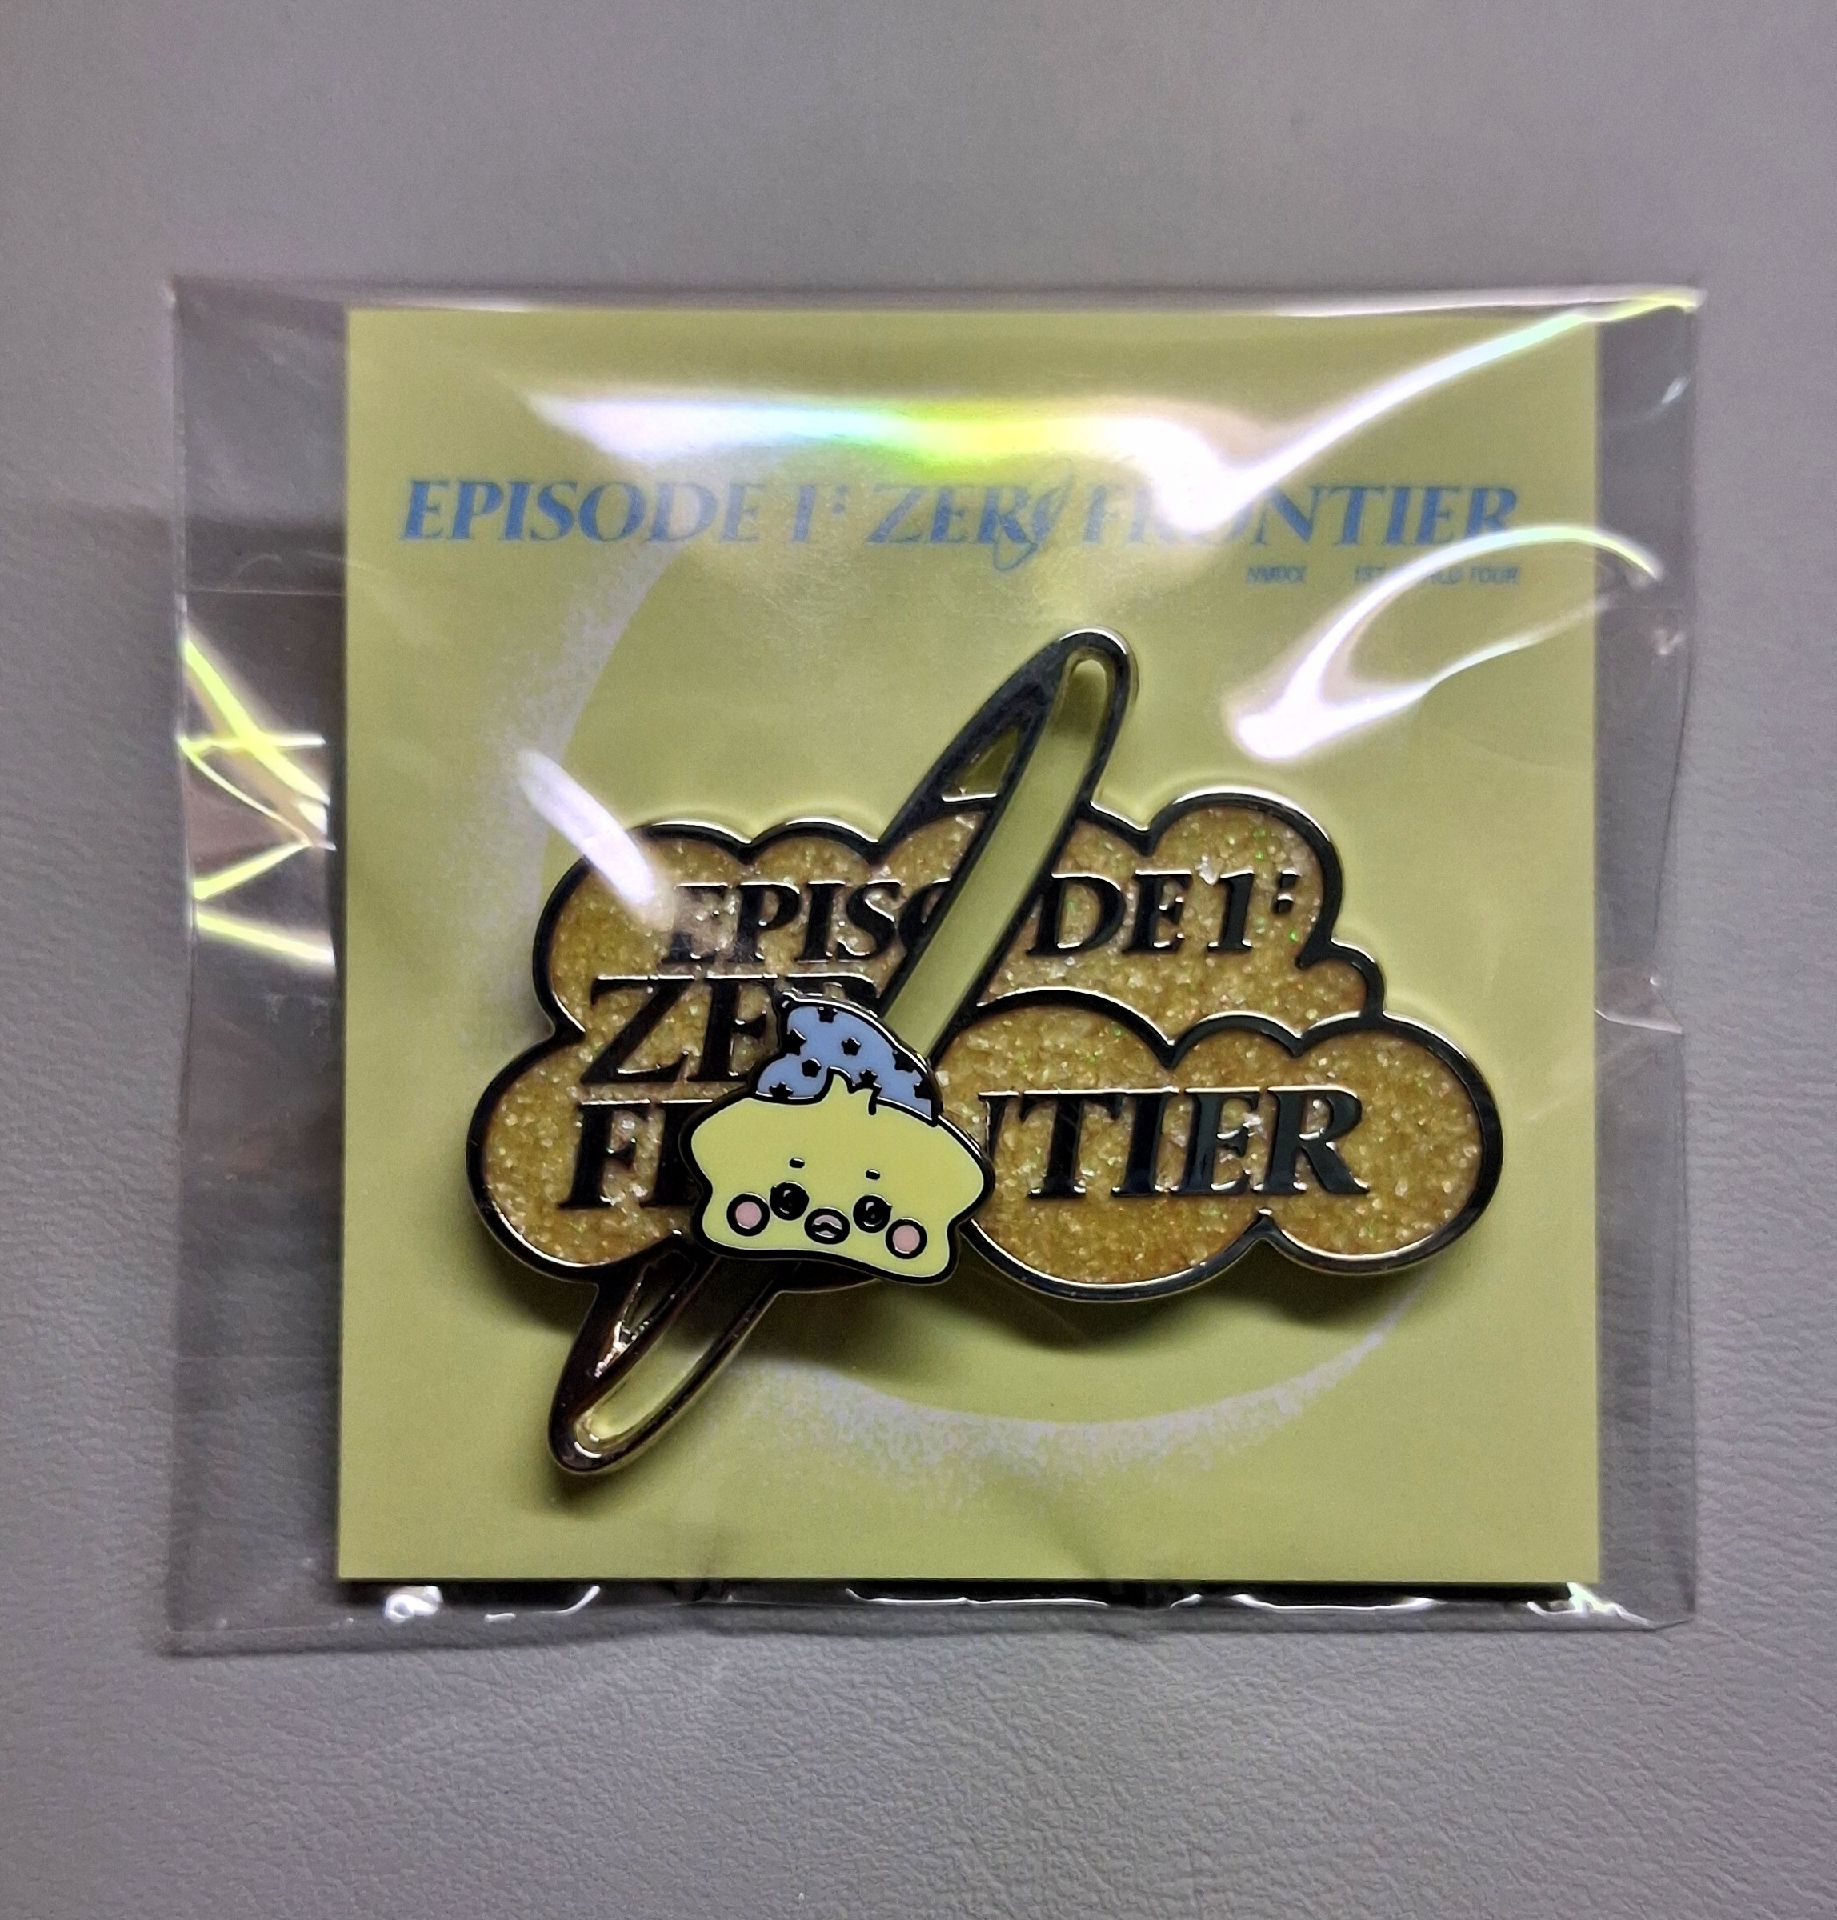 EPISODE 1: ZERO FRONTIER
NMIXX 1ST WORLD TOUR
EPISODE 1:
ZERO
FRONTIER